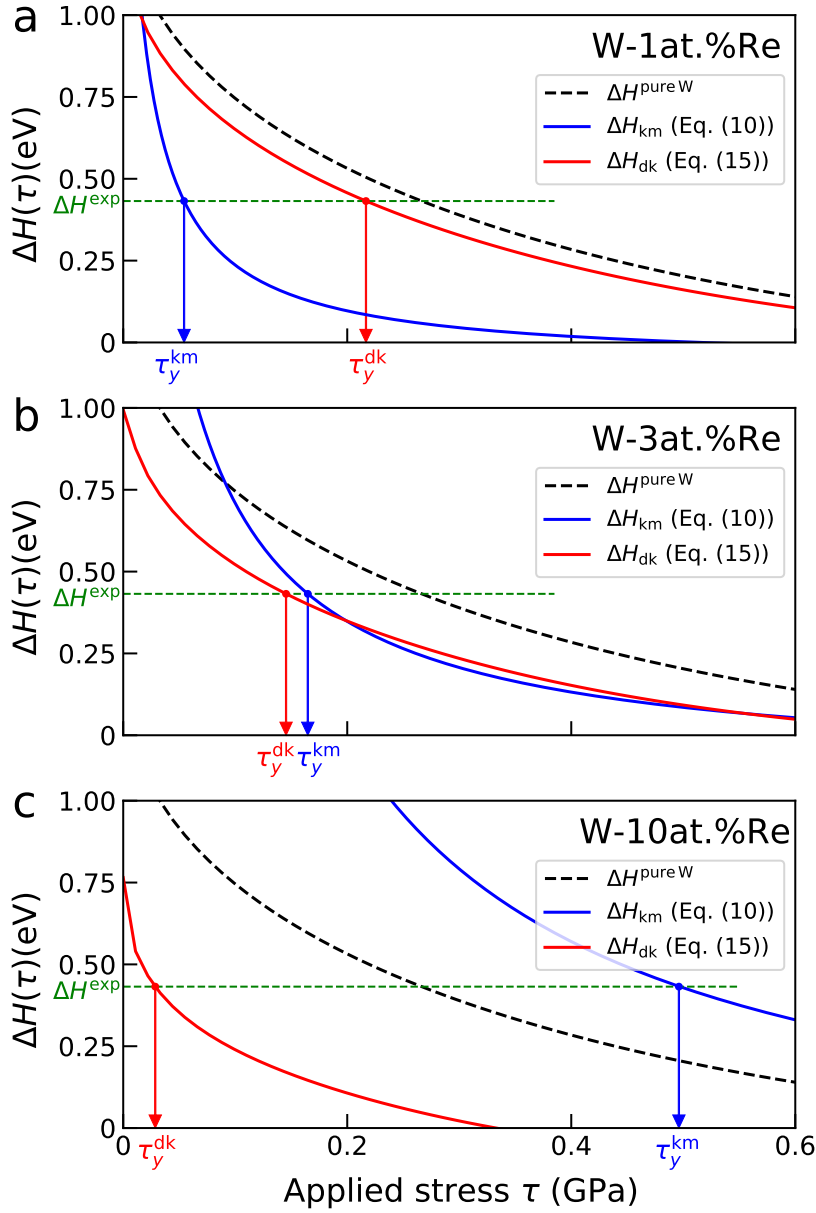 a
W-1at.%Re
ΔH(τ)(eV)
1.00
0.75
0.50
0.25
0
ΔH^exp
ΔH^pure W
ΔH_km (Eq. (10))
ΔH_dk (Eq. (15))
τ_y^km
τ_y^dk
b
W-3at.%Re
ΔH(τ)(eV)
1.00
0.75
0.50
0.25
0
ΔH^exp
ΔH^pure W
ΔH_km (Eq. (10))
ΔH_dk (Eq. (15))
τ_y^dk
τ_y^km
c
W-10at.%Re
ΔH(τ)(eV)
1.00
0.75
0.50
0.25
0
ΔH^exp
ΔH^pure W
ΔH_km (Eq. (10))
ΔH_dk (Eq. (15))
0
0.2
0.4
0.6
τ_y^dk
τ_y^km
Applied stress τ (GPa)